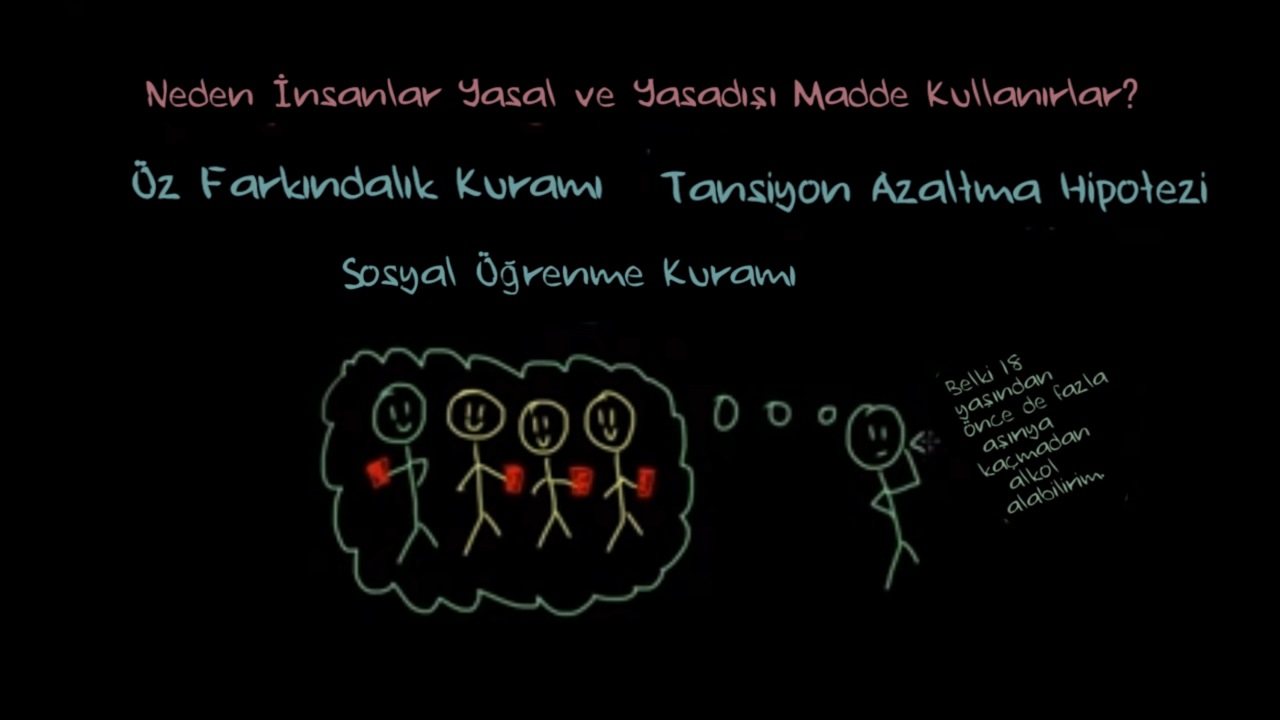 Neden İnsanlar Yasal ve Yasadışı Madde Kullanırlar?
Öz Farkındalık Kuramı Tansiyon Azaltma Hipotezi
Sosyal Öğrenme Kuramı
Belki 18
yaşından
önce de fazla
aşırıya
kaçmadan
alkol
alabilirim